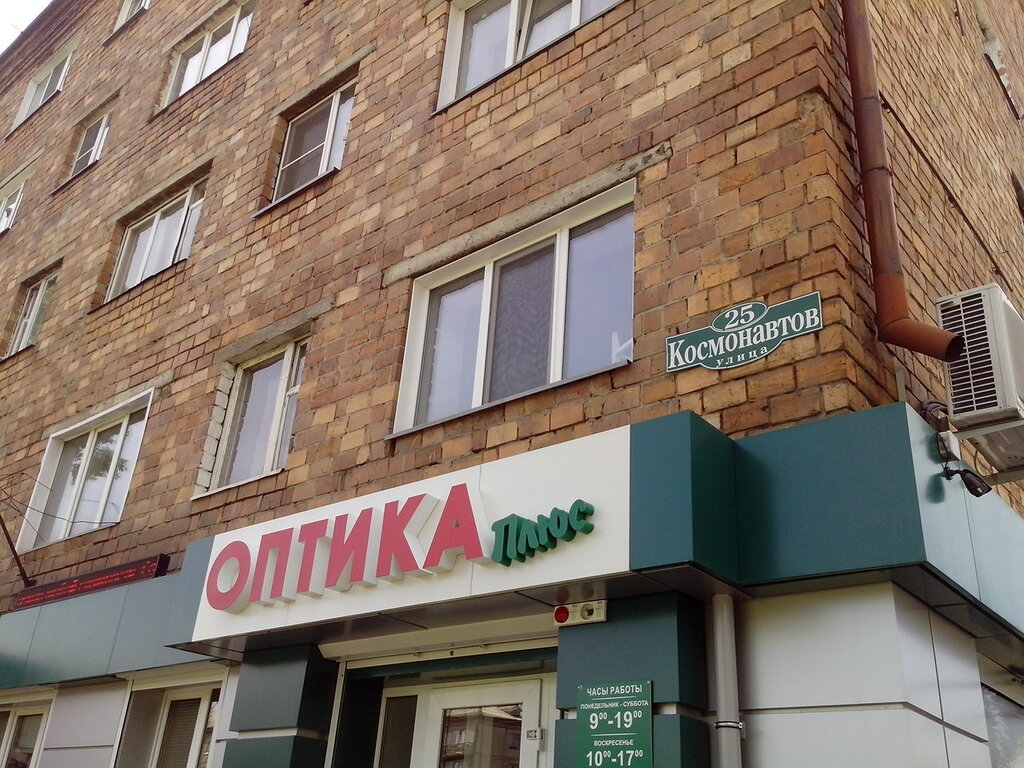 25
Космонавтов
улица
ОПТИКА Плюс
ЧАСЫ РАБОТЫ
ПОНЕДЕЛЬНИК - СУББОТА
9⁰⁰-19⁰⁰
ВОСКРЕСЕНЬЕ
10⁰⁰-17⁰⁰